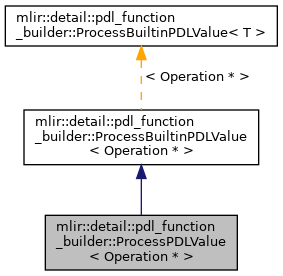 mlir::detail::pdl_function
_builder::ProcessBuiltinPDLValue< T >
< Operation * >
mlir::detail::pdl_function
_builder::ProcessBuiltinPDLValue
< Operation * >
mlir::detail::pdl_function
_builder::ProcessPDLValue
< Operation * >